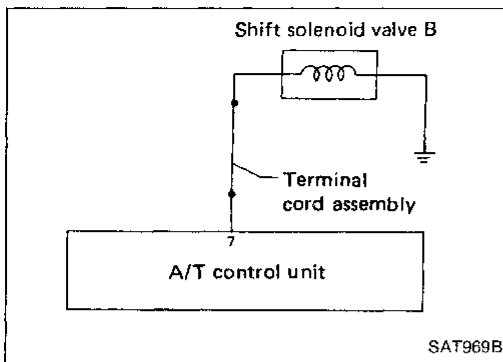 Shift solenoid valve B
Terminal
cord assembly
7
A/T control unit
SAT969B